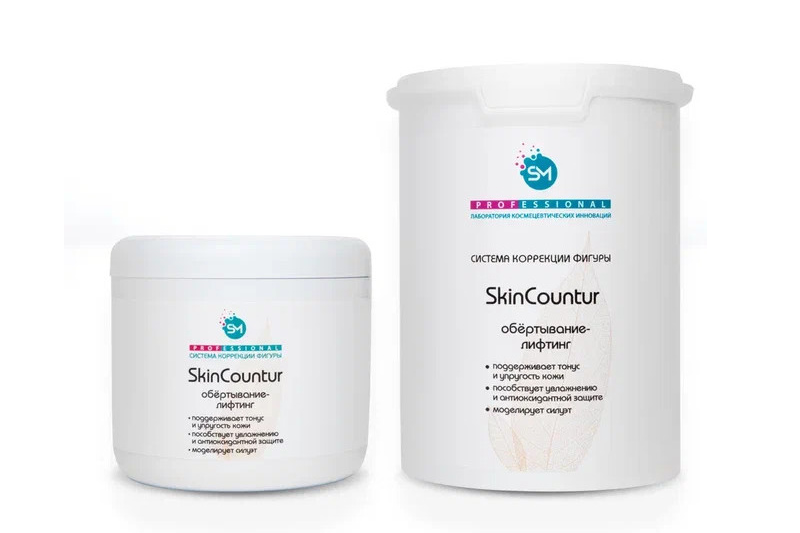 SM
PROFESSIONAL
СИСТЕМА КОРРЕКЦИИ ФИГУРЫ
SkinCountur
обёртывание-
лифтинг
• поддерживает тонус
и упругость кожи
• пособствует увлажнению
и антиоксидантной защите
• моделирует силуэт
SM
PROFESSIONAL
ЛАБОРАТОРИЯ КОСМЕЦЕВТИЧЕСКИХ ИННОВАЦИЙ
СИСТЕМА КОРРЕКЦИИ ФИГУРЫ
SkinCountur
обёртывание-
лифтинг
• поддерживает тонус
и упругость кожи
• пособствует увлажнению
и антиоксидантной защите
• моделирует силуэт